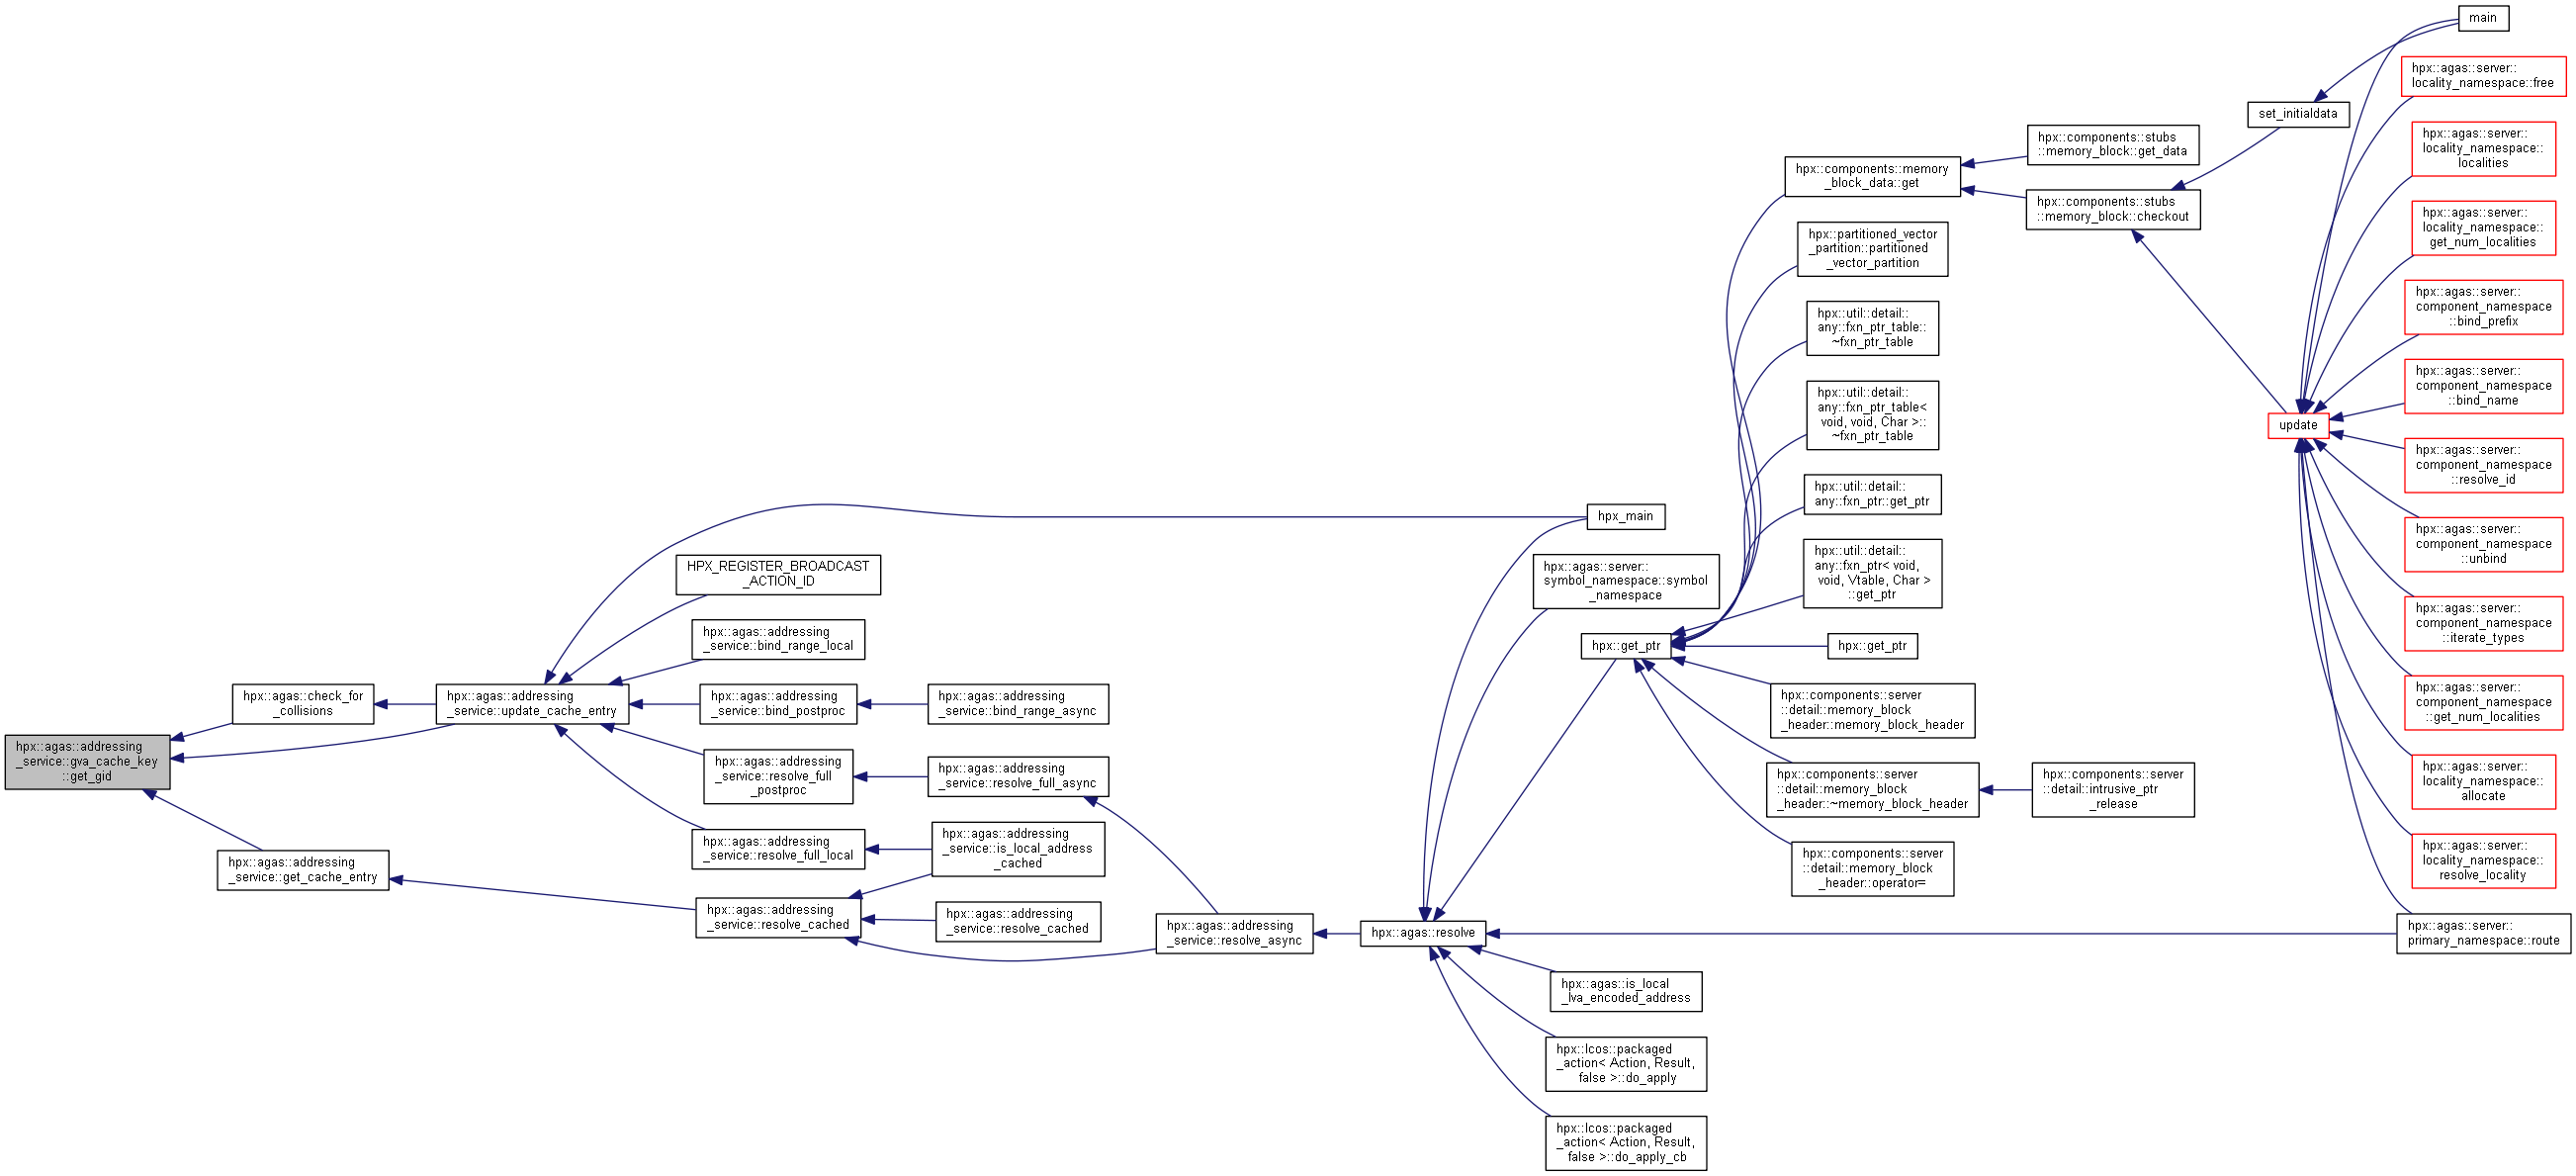 hpx::agas::addressing
_service::gva_cache_key
::get_gid
hpx::agas::check_for
_collisions
hpx::agas::addressing
_service::update_cache_entry
hpx_main
HPX_REGISTER_BROADCAST
_ACTION_ID
hpx::agas::addressing
_service::bind_range_local
hpx::agas::addressing
_service::bind_postproc
hpx::agas::addressing
_service::bind_range_async
hpx::agas::addressing
_service::resolve_full
_postproc
hpx::agas::addressing
_service::resolve_full_async
hpx::agas::addressing
_service::resolve_full_local
hpx::agas::addressing
_service::is_local_address
_cached
hpx::agas::addressing
_service::get_cache_entry
hpx::agas::addressing
_service::resolve_cached
hpx::agas::addressing
_service::resolve_cached
hpx::agas::addressing
_service::resolve_async
hpx::agas::resolve
hpx::agas::server::
symbol_namespace::symbol
_namespace
hpx::get_ptr
hpx::agas::is_local
_lva_encoded_address
hpx::lcos::packaged
_action< Action, Result,
false >::do_apply
hpx::lcos::packaged
_action< Action, Result,
false >::do_apply_cb
hpx::components::memory
_block_data::get
hpx::partitioned_vector
_partition::partitioned
_vector_partition
hpx::util::detail::
any::fxn_ptr_table::
~fxn_ptr_table
hpx::util::detail::
any::fxn_ptr_table<
void, void, Char >::
~fxn_ptr_table
hpx::util::detail::
any::fxn_ptr::get_ptr
hpx::util::detail::
any::fxn_ptr< void,
void, Vtable, Char >
::get_ptr
hpx::get_ptr
hpx::components::server
::detail::memory_block
_header::memory_block_header
hpx::components::server
::detail::memory_block
_header::~memory_block_header
hpx::components::server
::detail::intrusive_ptr
_release
hpx::components::server
::detail::memory_block
_header::operator=
hpx::components::stubs
::memory_block::get_data
hpx::components::stubs
::memory_block::checkout
set_initialdata
update
main
hpx::agas::server::
locality_namespace::free
hpx::agas::server::
locality_namespace::
localities
hpx::agas::server::
locality_namespace::
get_num_localities
hpx::agas::server::
component_namespace
::bind_prefix
hpx::agas::server::
component_namespace
::bind_name
hpx::agas::server::
component_namespace
::resolve_id
hpx::agas::server::
component_namespace
::unbind
hpx::agas::server::
component_namespace
::iterate_types
hpx::agas::server::
component_namespace
::get_num_localities
hpx::agas::server::
locality_namespace::
allocate
hpx::agas::server::
locality_namespace::
resolve_locality
hpx::agas::server::
primary_namespace::route